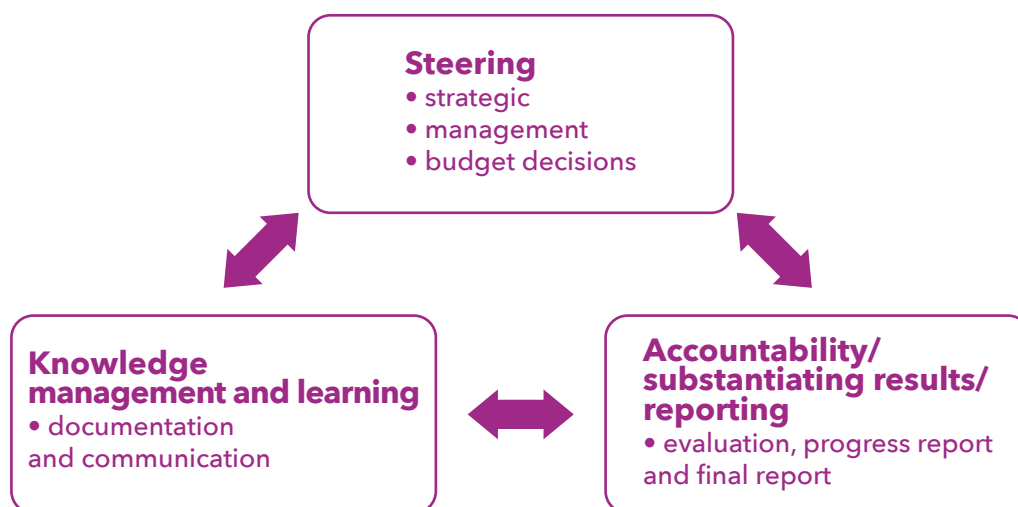 Steering
• strategic
• management
• budget decisions
Knowledge
management and learning
• documentation
and communication
Accountability/
substantiating results/
reporting
• evaluation, progress report
and final report